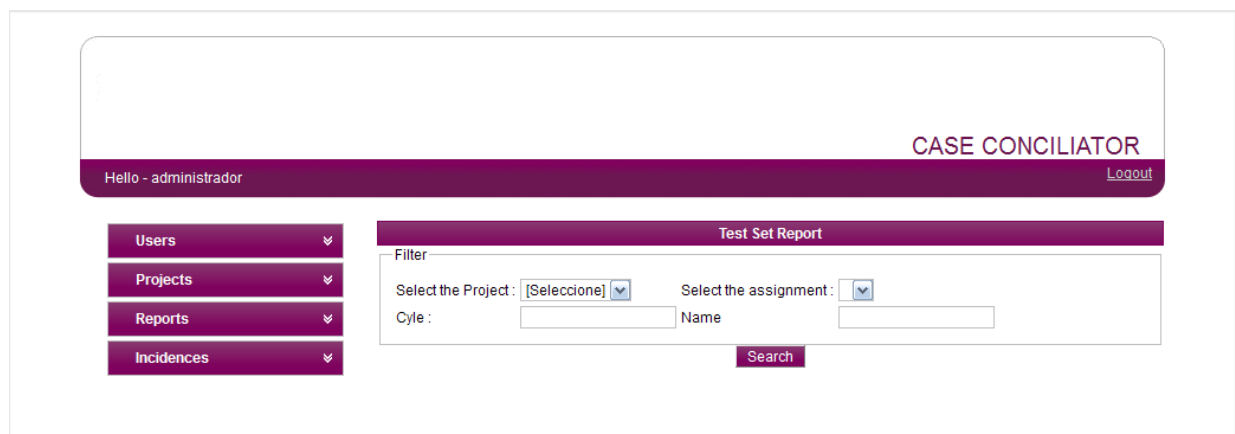 CASE CONCILIATOR
Hello - administrador
Logout
Users
Projects
Reports
Incidences
Test Set Report
Filter
Select the Project : [Seleccione] Select the assignment :
Cyle : Name
Search